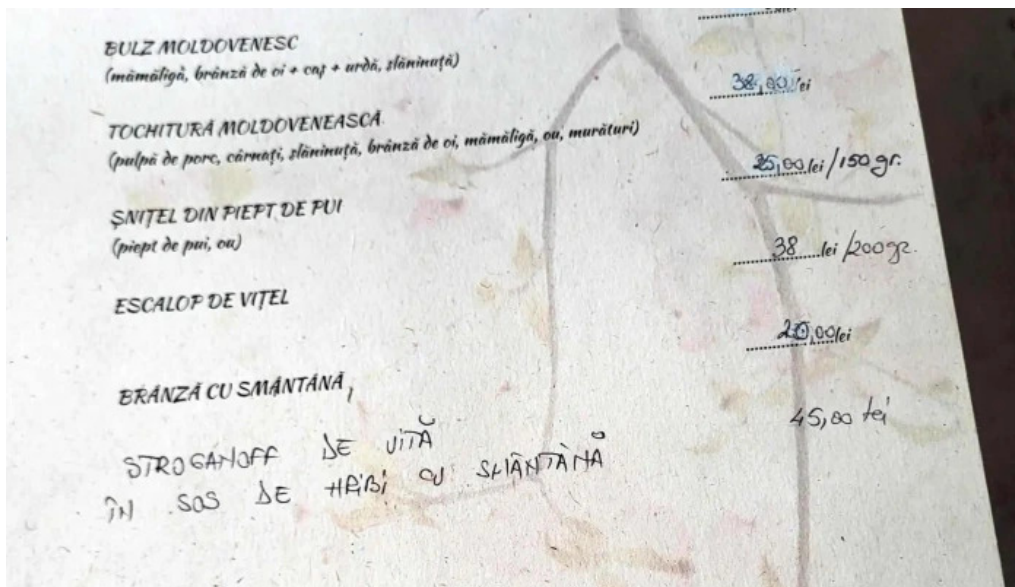 BULZ MOLDOVENESC
(mămăligă, brânză de oi + caș + urdă, slăninuță)
38,00 lei
TOCHITURĂ MOLDOVENEASCĂ
(pulpă de porc, cârnați, slăninuță, brânză de oi, mămăligă, ou, murături)
35,00 lei/150 gr.
ȘNIȚEL DIN PIEPT DE PUI
(piept de pui, ou)
38 lei /200gr.
ESCALOP DE VIȚEL
20,00 lei
BRÂNZĂ CU SMÂNTÂNĂ
45,00 lei
STROGANOFF DE VITĂ
ÎN SOS DE HRIBI CU SMÂNTÂNĂ